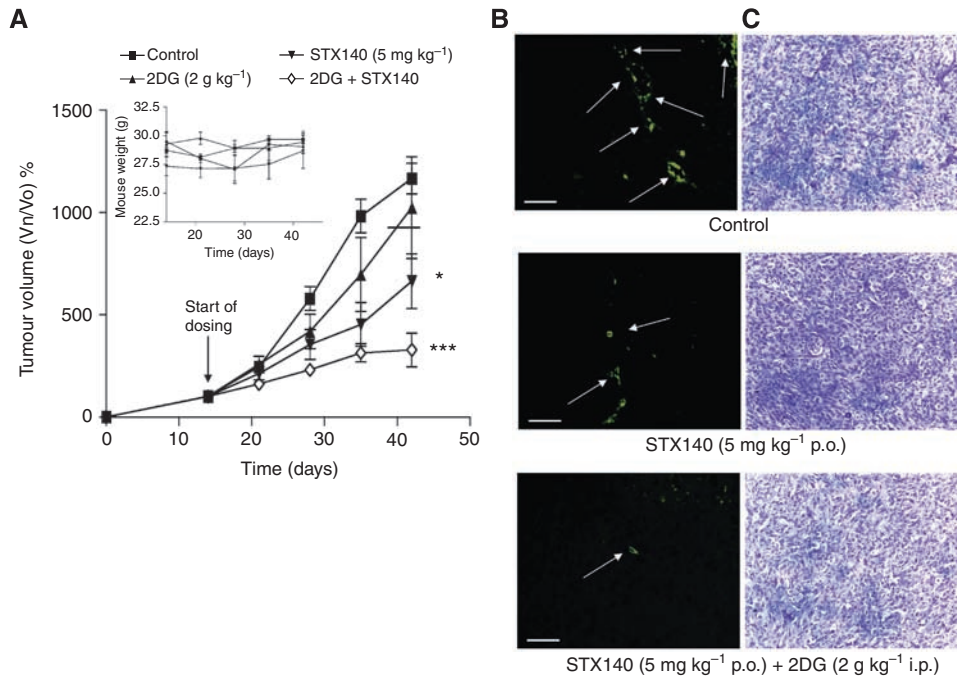 A
B
C
Control
STX140 (5 mg kg⁻¹)
2DG (2 g kg⁻¹)
2DG + STX140
Tumour volume (Vn/Vo) %
1500
1000
500
0
Mouse weight (g)
32.5
30.0
27.5
25.0
22.5
20
30
40
Time (days)
Start of
dosing
*
***
0
10
20
30
40
50
Time (days)
Control
STX140 (5 mg kg⁻¹ p.o.)
STX140 (5 mg kg⁻¹ p.o.) + 2DG (2 g kg⁻¹ i.p.)